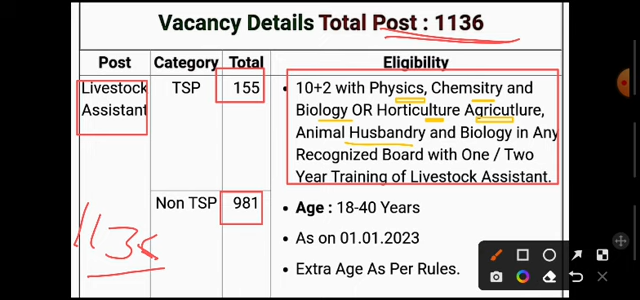 Vacancy Details Total Post : 1136
Post Category Total Eligibility
Livestock Assistant
TSP 155
10+2 with Physics, Chemsitry and
Biology OR Horticulture Agricutlure,
Animal Husbandry and Biology in Any
Recognized Board with One / Two
Year Training of Livestock Assistant.
Non TSP 981
Age : 18-40 Years
As on 01.01.2023
Extra Age As Per Rules.